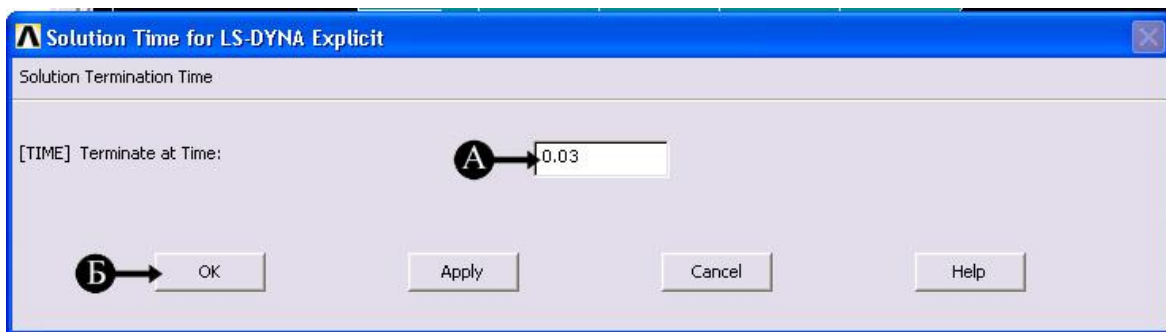 Solution Time for LS-DYNA Explicit
Solution Termination Time
[TIME] Terminate at Time:
А
0.03
Б
OK
Apply
Cancel
Help